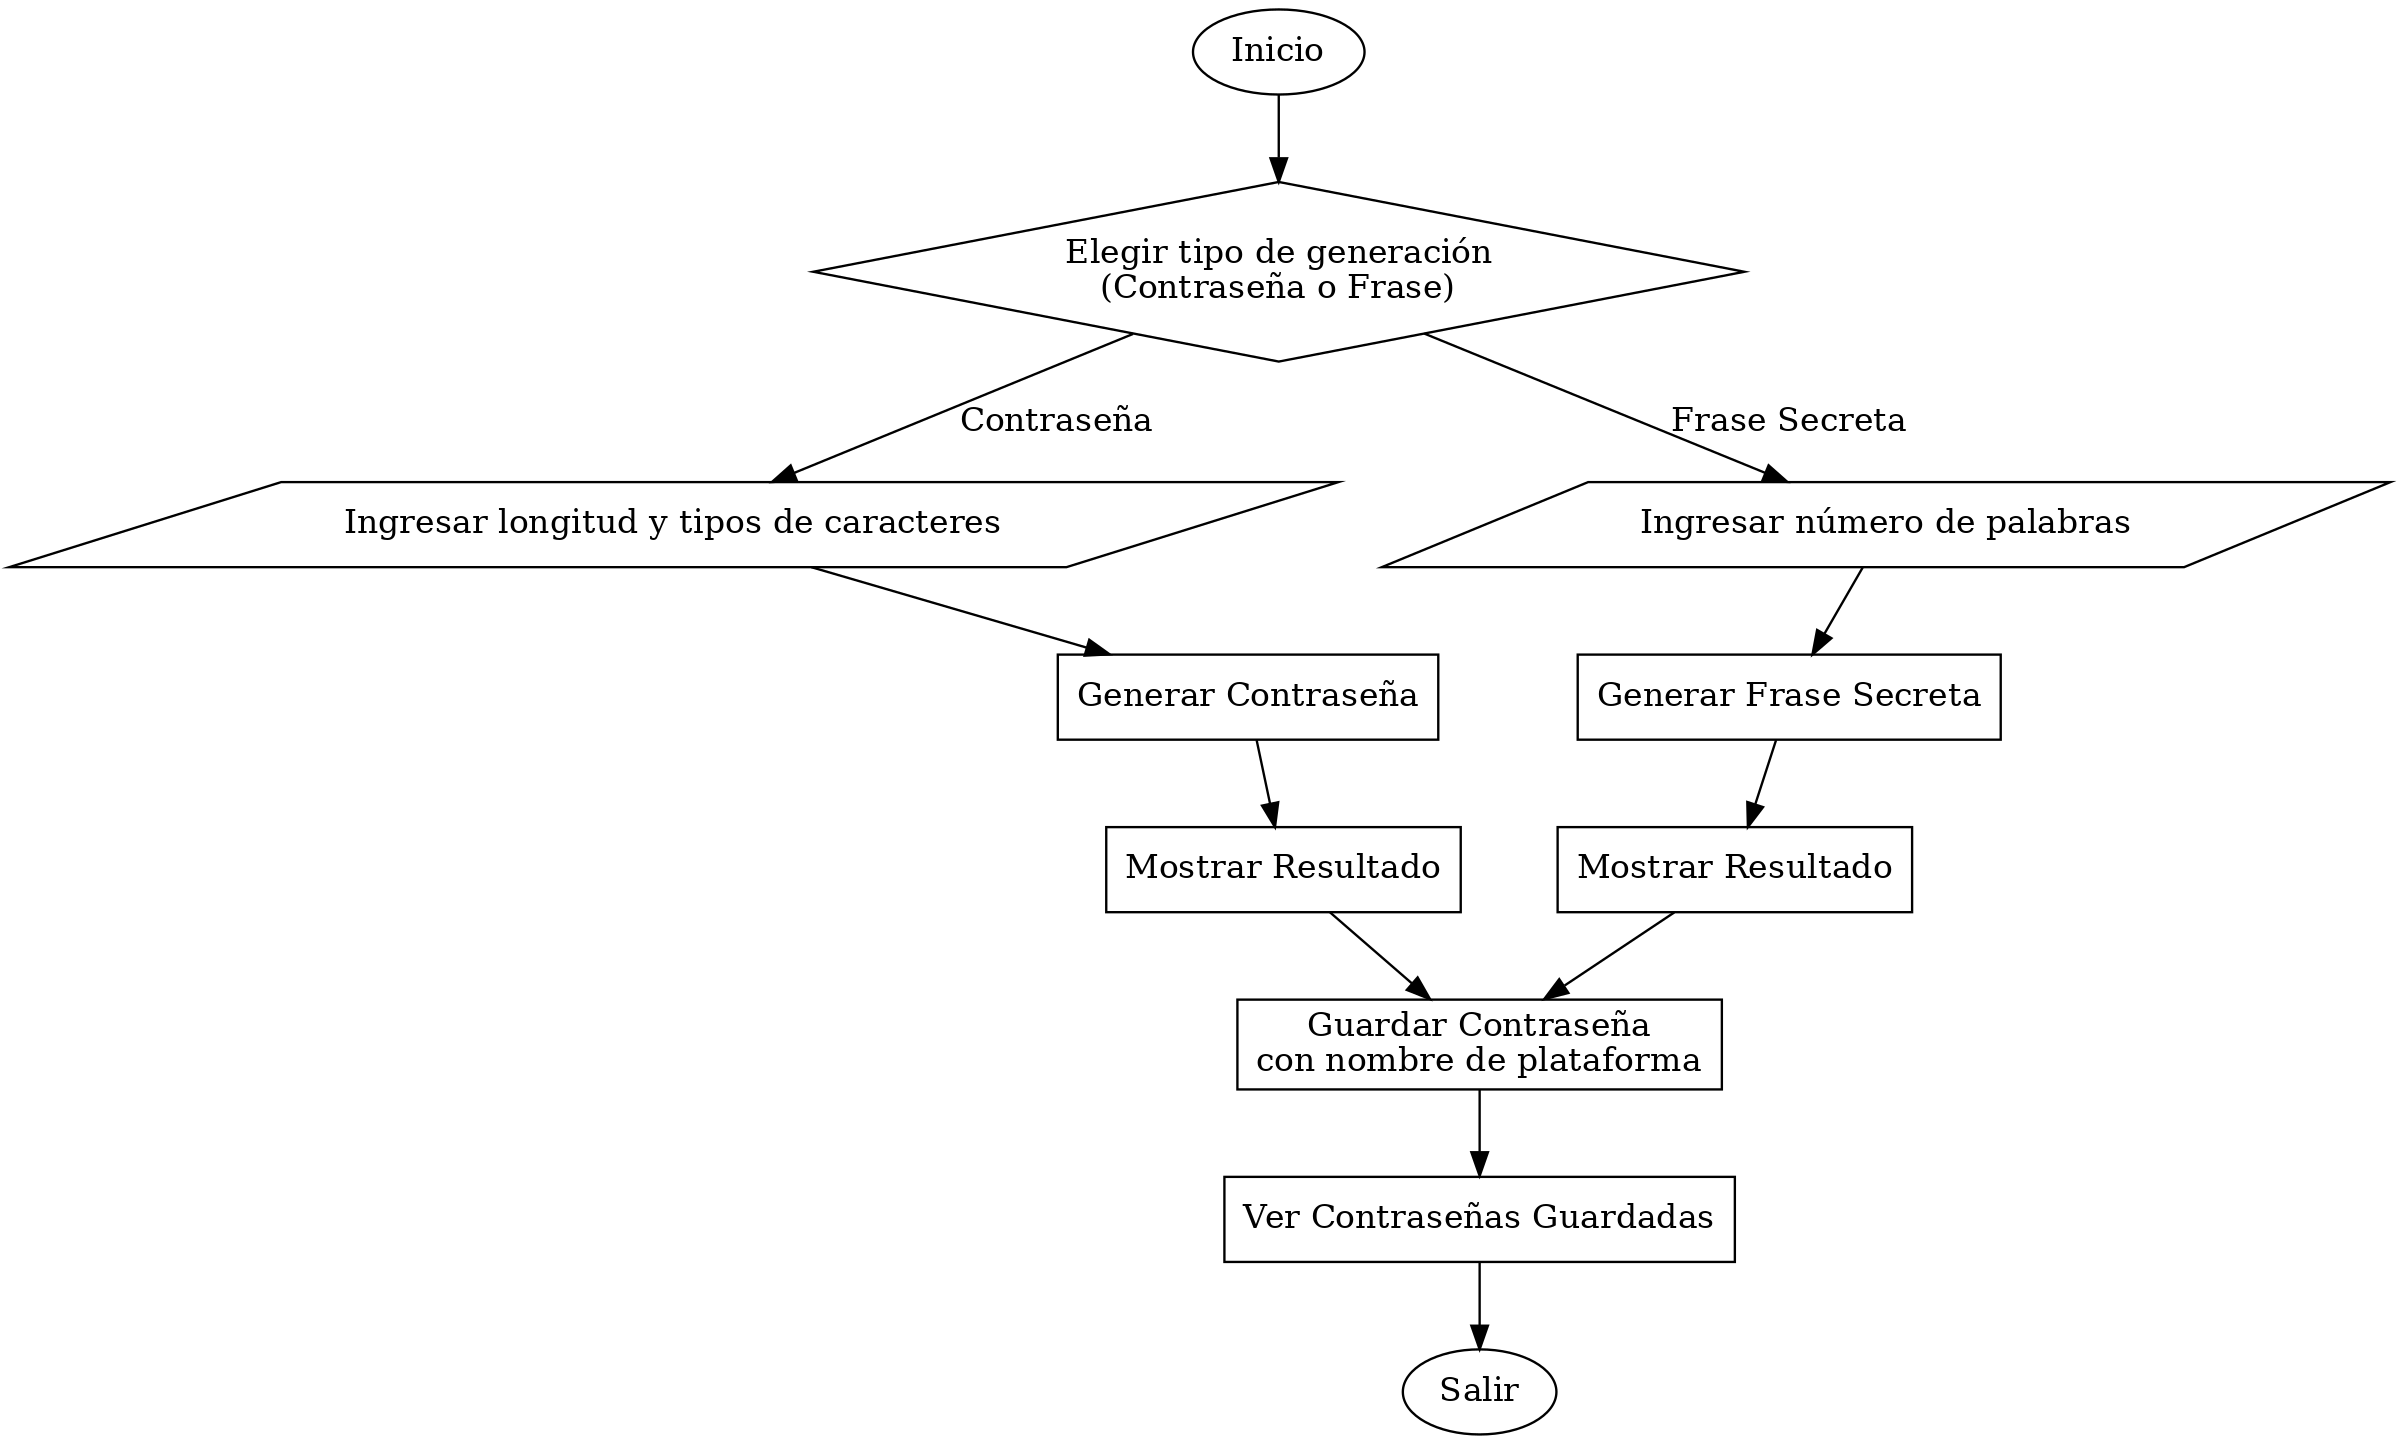 Inicio
Elegir tipo de generación
(Contraseña o Frase)
Contraseña
Frase Secreta
Ingresar longitud y tipos de caracteres
Ingresar número de palabras
Generar Contraseña
Generar Frase Secreta
Mostrar Resultado
Mostrar Resultado
Guardar Contraseña
con nombre de plataforma
Ver Contraseñas Guardadas
Salir